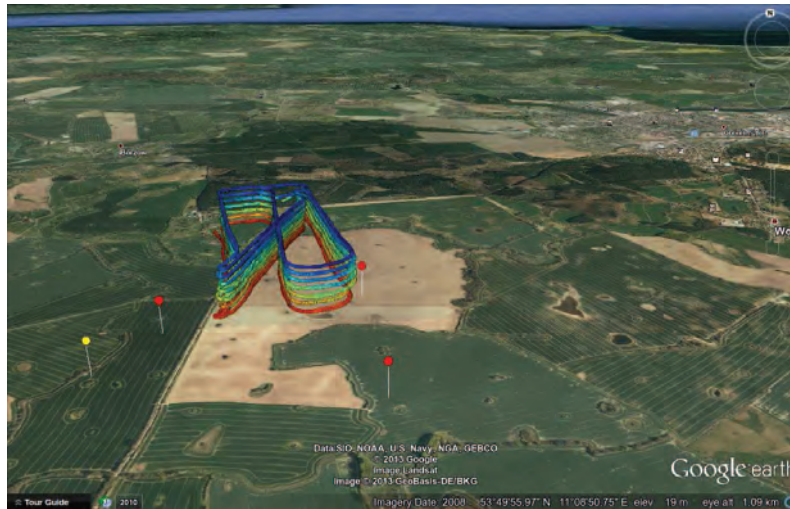 N
Wo
Data SIO, NOAA, U.S. Navy, NGA, GEBCO
© 2013 Google
Image Landsat
Image © 2013 GeoBasis-DE/BKG
Google earth
Tour Guide
2010
Imagery Date: 2008 53°49'55.97" N 11°06'50.75" E elev 19 m eye alt 1.09 km